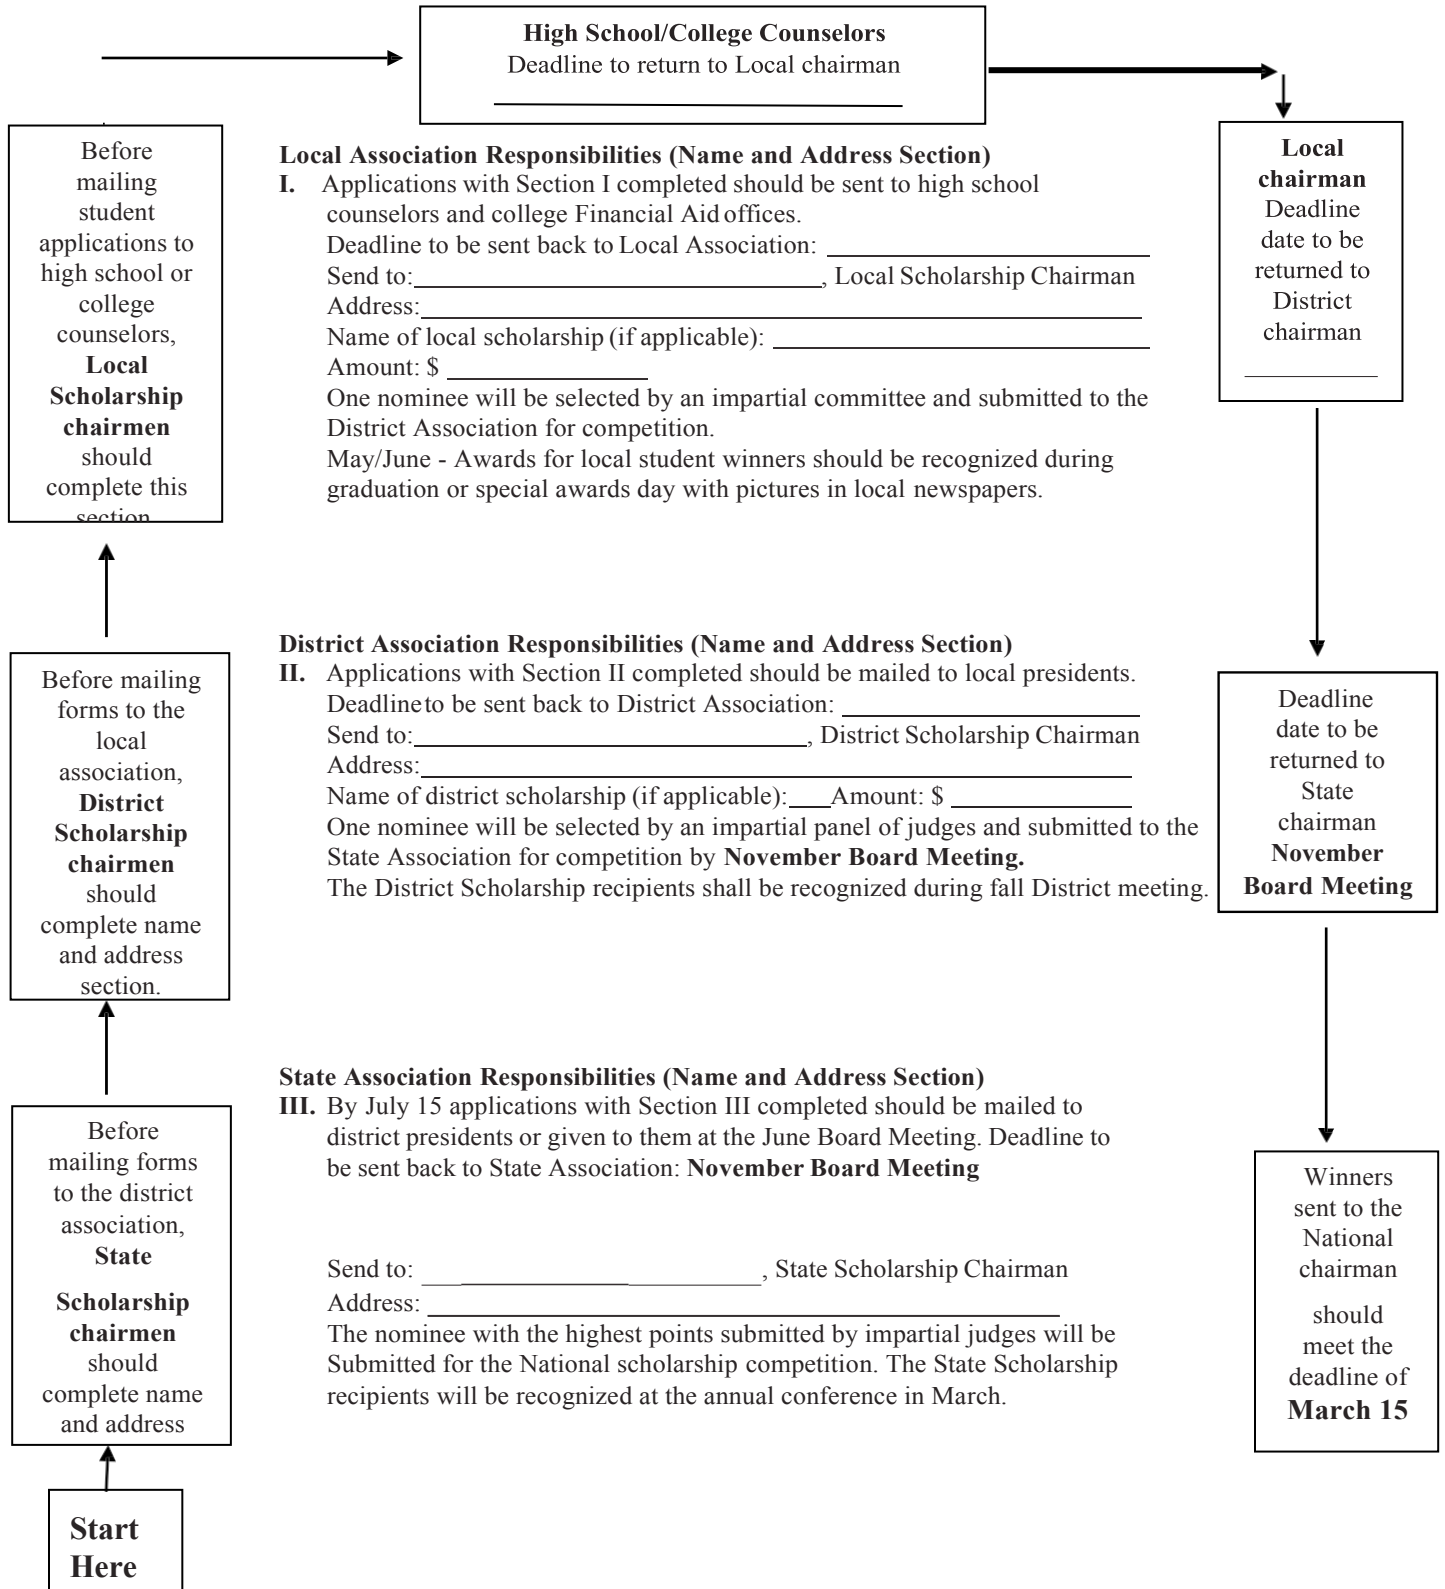 High School/College Counselors
Deadline to return to Local chairman
Before
mailing
student
applications to
high school or
college
counselors,
Local
Scholarship
chairmen
should
complete this
section
Local Association Responsibilities (Name and Address Section)
I. Applications with Section I completed should be sent to high school
counselors and college Financial Aid offices.
Deadline to be sent back to Local Association:
Send to: , Local Scholarship Chairman
Address:
Name of local scholarship (if applicable):
Amount: $
One nominee will be selected by an impartial committee and submitted to the
District Association for competition.
May/June - Awards for local student winners should be recognized during
graduation or special awards day with pictures in local newspapers.
Local
chairman
Deadline
date to be
returned to
District
chairman
Before mailing
forms to the
local
association,
District
Scholarship
chairmen
should
complete name
and address
section.
District Association Responsibilities (Name and Address Section)
II. Applications with Section II completed should be mailed to local presidents.
Deadline to be sent back to District Association:
Send to: , District Scholarship Chairman
Address:
Name of district scholarship (if applicable): Amount: $
One nominee will be selected by an impartial panel of judges and submitted to the
State Association for competition by November Board Meeting.
The District Scholarship recipients shall be recognized during fall District meeting.
Deadline
date to be
returned to
State
chairman
November
Board Meeting
Before
mailing forms
to the district
association,
State
Scholarship
chairmen
should
complete name
and address
State Association Responsibilities (Name and Address Section)
III. By July 15 applications with Section III completed should be mailed to
district presidents or given to them at the June Board Meeting. Deadline to
be sent back to State Association: November Board Meeting
Send to: , State Scholarship Chairman
Address:
The nominee with the highest points submitted by impartial judges will be
Submitted for the National scholarship competition. The State Scholarship
recipients will be recognized at the annual conference in March.
Winners
sent to the
National
chairman
should
meet the
deadline of
March 15
Start
Here